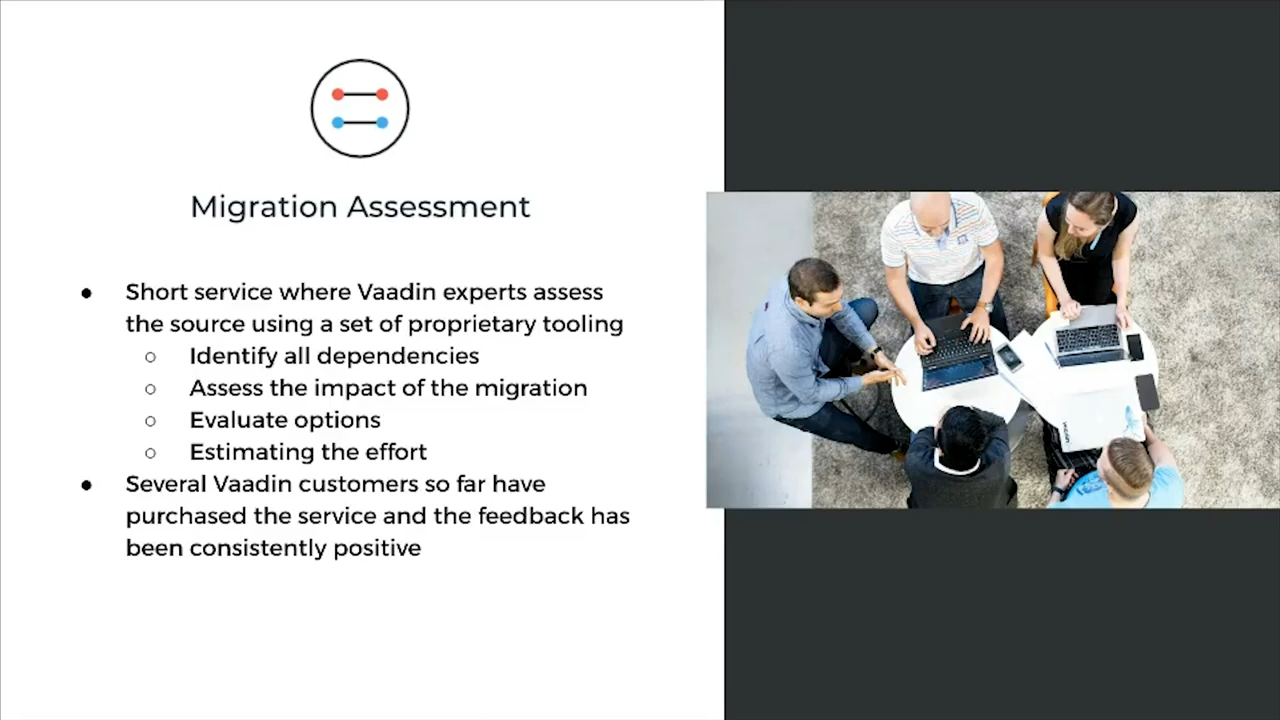 Migration Assessment
● Short service where Vaadin experts assess
the source using a set of proprietary tooling
○ Identify all dependencies
○ Assess the impact of the migration
○ Evaluate options
○ Estimating the effort
● Several Vaadin customers so far have
purchased the service and the feedback has
been consistently positive